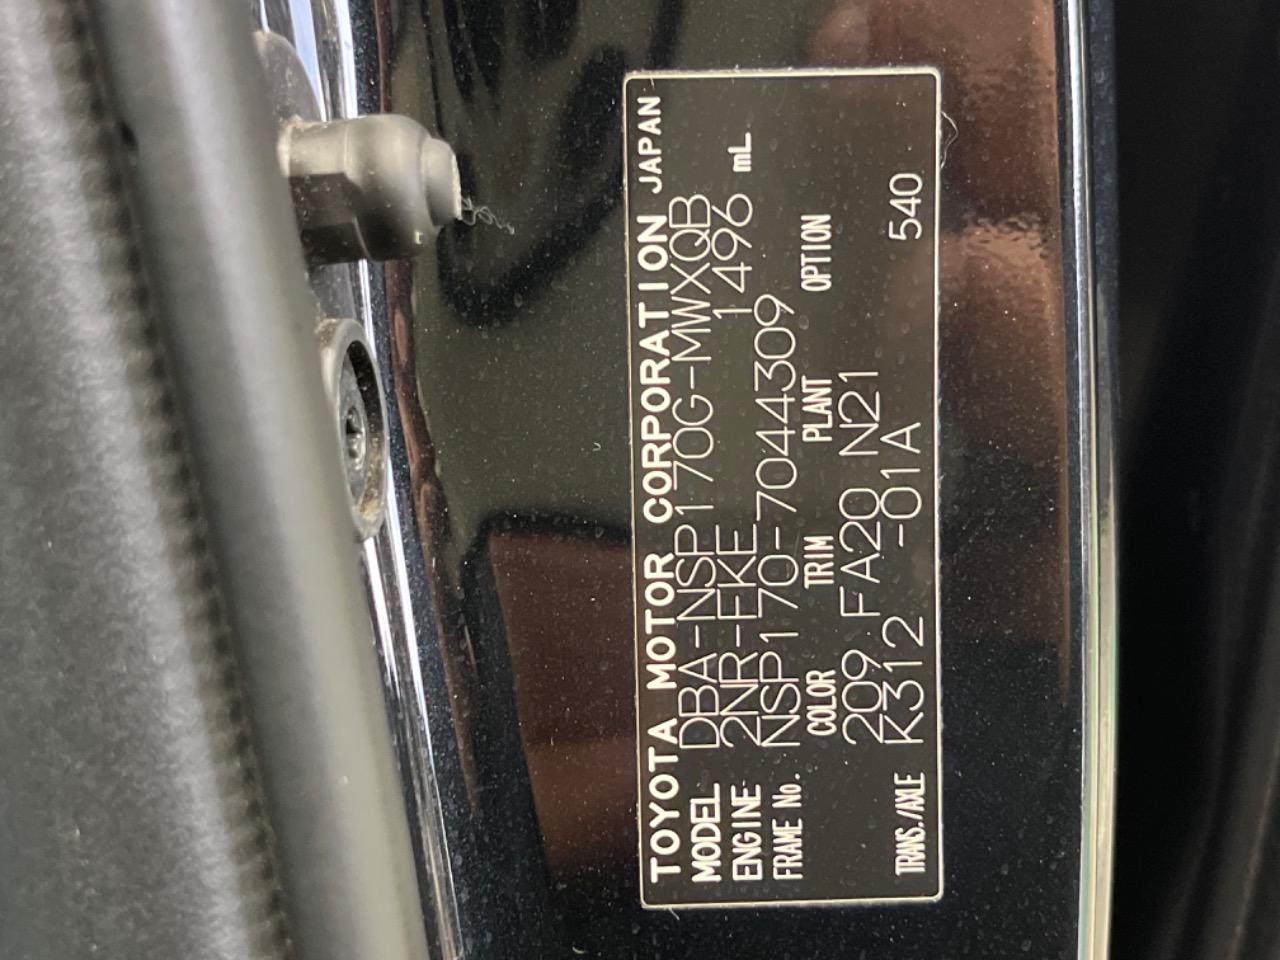 TOYOTA MOTOR CORPORATION JAPAN
MODEL DBA-NSP170G-MWXQB
ENGINE 2NR-FKE 1496 mL
FRAME No. NSP170-7044309
COLOR TRIM PLANT OPTION
209 FA20 N21
TRANS./AXLE K312 -01A 540